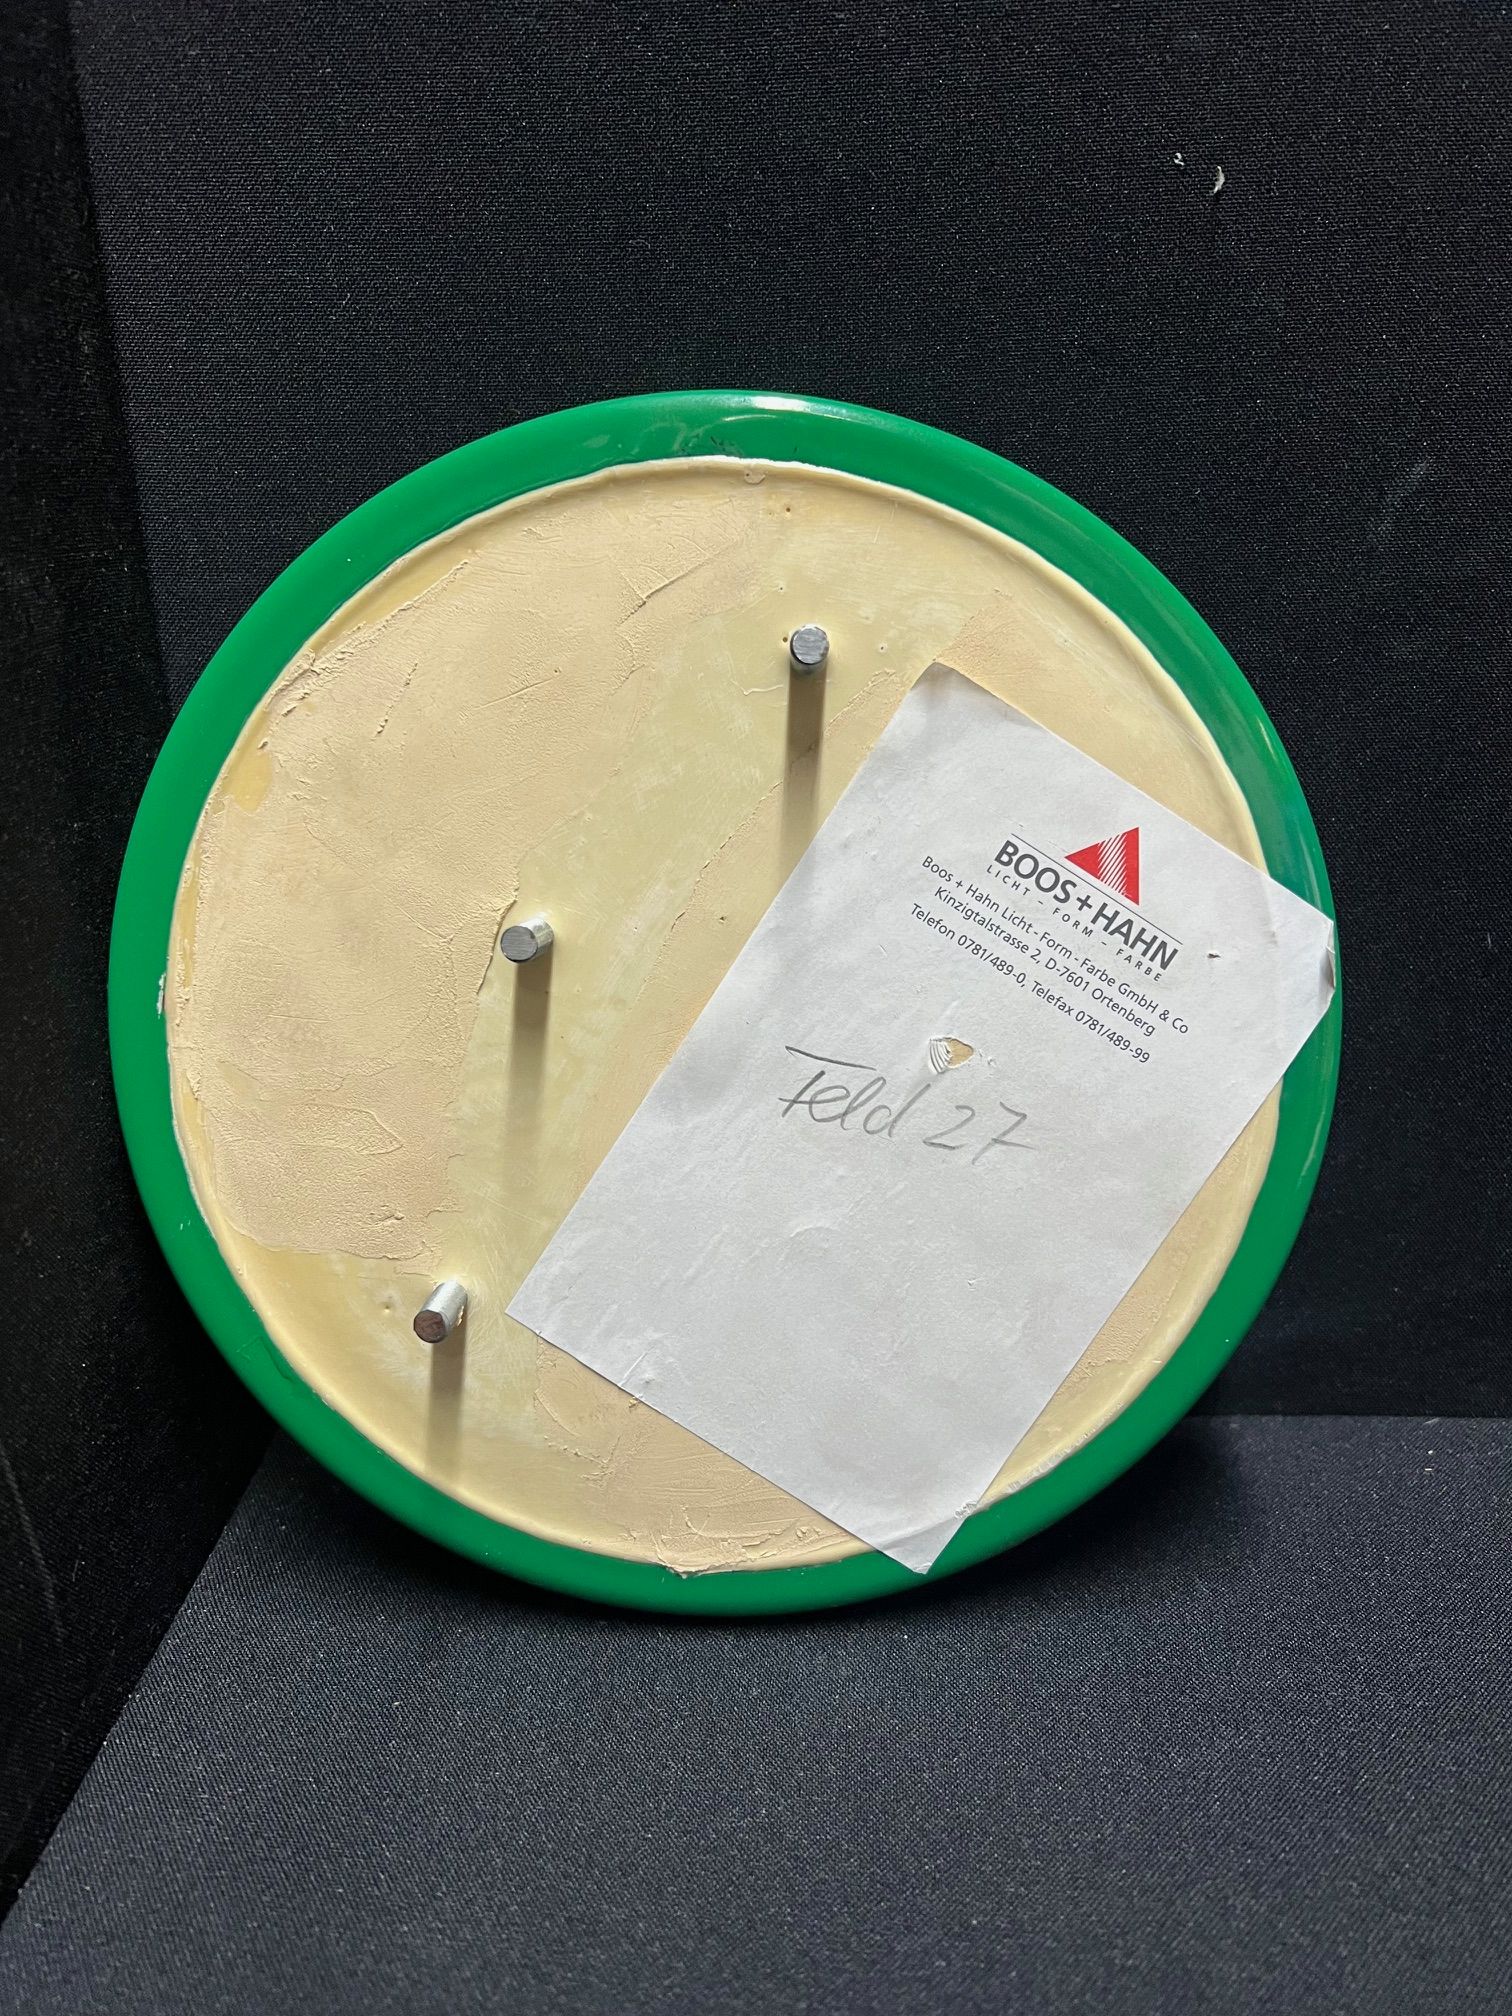 BOOS+HAHN
LICHT – FORM – FARBE
Boos + Hahn Licht - Form - Farbe GmbH & Co
Kinzigtalstrasse 2, D-7601 Ortenberg
Telefon 0781/489-0, Telefax 0781/489-99
Feld 27